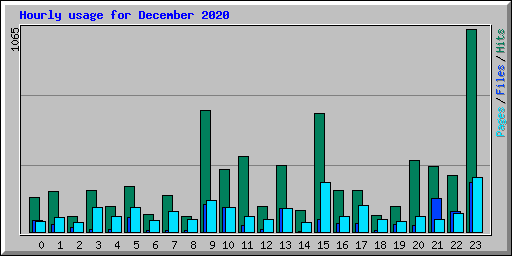 Hourly usage for December 2020
1065
Pages / Files / Hits
0 1 2 3 4 5 6 7 8 9 10 11 12 13 14 15 16 17 18 19 20 21 22 23